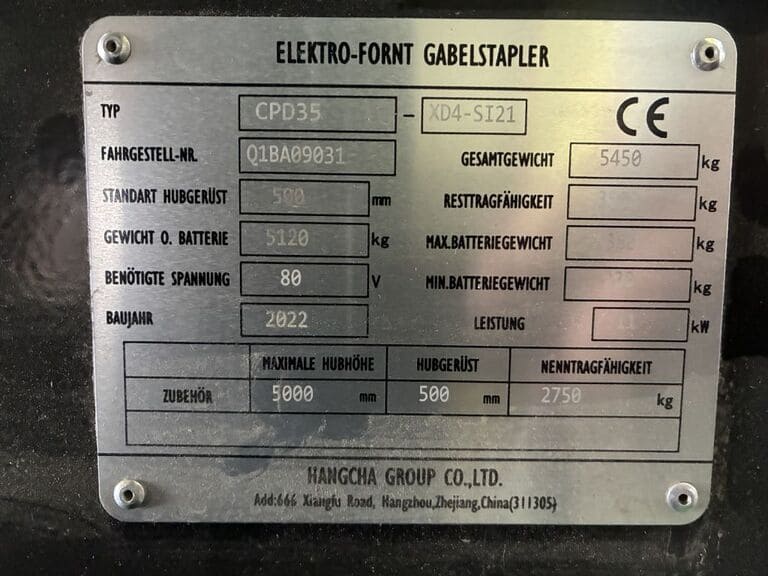 ELEKTRO-FORNT GABELSTAPLER
TYP CPD35 - XD4-SI21 CE
FAHRGESTELL-NR. Q1BA09031 GESAMTGEWICHT 5450 kg
STANDART HUBGERÜST 500 mm RESTTRAGFÄHIGKEIT kg
GEWICHT O. BATTERIE 5120 kg MAX.BATTERIEGEWICHT kg
BENÖTIGTE SPANNUNG 80 V MIN.BATTERIEGEWICHT kg
BAUJAHR 2022 LEISTUNG 11 kW
MAXIMALE HUBHÖHE HUBGERÜST NENNTRAGFÄHIGKEIT
ZUBEHÖR 5000 mm 500 mm 2750 kg
HANGCHA GROUP CO.,LTD.
Add:666 Xiangfu Road, Hangzhou,Zhejiang,China(311305)